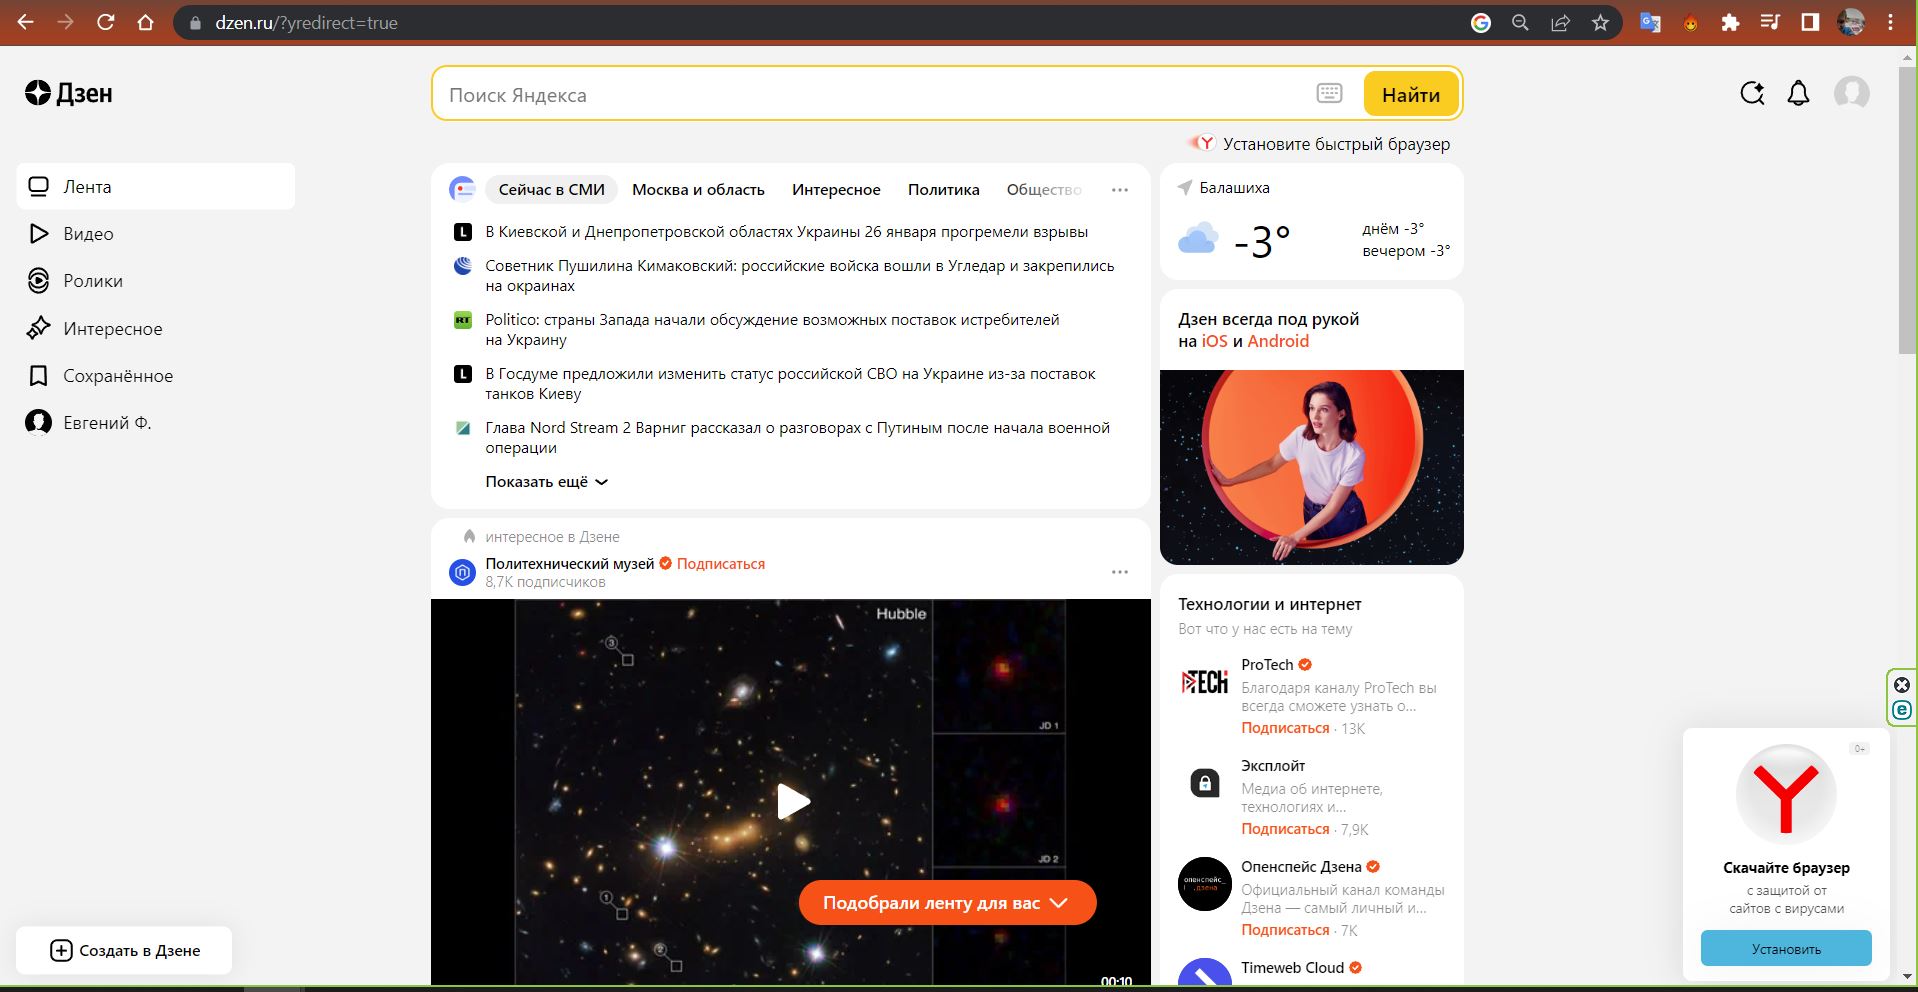 dzen.ru/?yredirect=true
Дзен
Поиск Яндекса
Найти
Установите быстрый браузер
Лента
Видео
Ролики
Интересное
Сохранённое
Евгений Ф.
Создать в Дзене
Сейчас в СМИ
Москва и область
Интересное
Политика
Общество
L
В Киевской и Днепропетровской областях Украины 26 января прогремели взрывы
Советник Пушилина Кимаковский: российские войска вошли в Угледар и закрепились
на окраинах
RT
Politico: страны Запада начали обсуждение возможных поставок истребителей
на Украину
L
В Госдуме предложили изменить статус российской СВО на Украине из-за поставок
танков Киеву
Глава Nord Stream 2 Варниг рассказал о разговорах с Путиным после начала военной
операции
Показать ещё
интересное в Дзене
Политехнический музей Подписаться
8,7K подписчиков
Hubble
3
JD 1
JD 2
1
2
00:10
Подобрали ленту для вас
Балашиха
-3°
днём -3°
вечером -3°
Дзен всегда под рукой
на iOS и Android
Технологии и интернет
Вот что у нас есть на тему
TECH
ProTech
Благодаря каналу ProTech вы
всегда сможете узнать о...
Подписаться · 13K
Эксплойт
Медиа об интернете,
технологиях и...
Подписаться · 7,9K
опенспейс_
дзена
Опенспейс Дзена
Официальный канал команды
Дзена — самый личный и...
Подписаться · 7K
Timeweb Cloud
0+
Y
Скачайте браузер
с защитой от
сайтов с вирусами
Установить